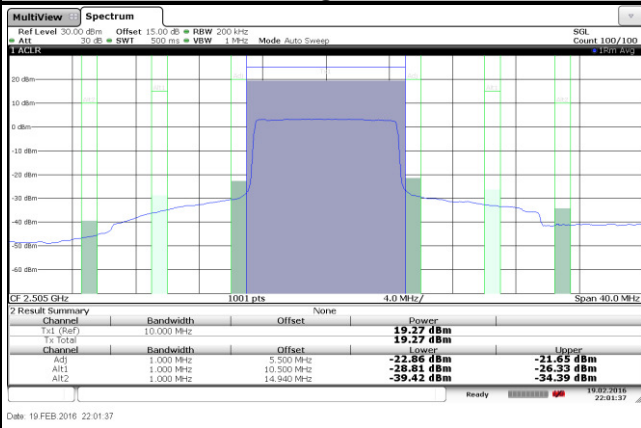 MultiView Spectrum
Ref Level 30.00 dBm Offset 15.00 dB RBW 200 kHz SGL
Att 30 dB SWT 500 ms VBW 1 MHz Mode Auto Sweep Count 100/100
1 ACLR 1Rm Avg
20 dBm
10 dBm
0 dBm
-10 dBm
-20 dBm
-30 dBm
-40 dBm
-50 dBm
-60 dBm
CF 2.505 GHz 1001 pts 4.0 MHz/ Span 40.0 MHz
2 Result Summary None
Channel Bandwidth Offset Power
Tx1 (Ref) 10.000 MHz 19.27 dBm
Tx Total 19.27 dBm
Channel Bandwidth Offset Lower Upper
Adj 1.000 MHz 5.500 MHz -22.86 dBm -21.65 dBm
Alt1 1.000 MHz 10.500 MHz -28.81 dBm -26.33 dBm
Alt2 1.000 MHz 14.940 MHz -39.42 dBm -34.39 dBm
Ready 19.02.2016
22:01:37
Date: 19.FEB.2016 22:01:37